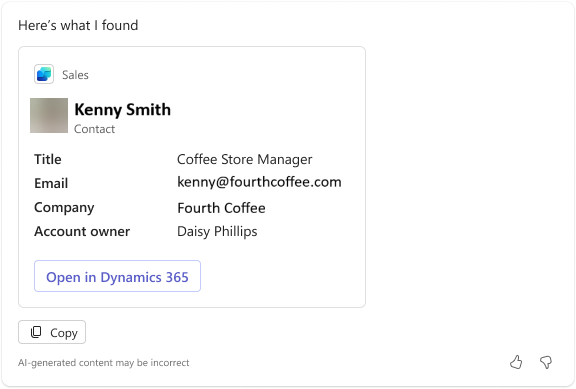 Here's what I found
Sales
Kenny Smith
Contact
Title Coffee Store Manager
Email kenny@fourthcoffee.com
Company Fourth Coffee
Account owner Daisy Phillips
Open in Dynamics 365
Copy
AI-generated content may be incorrect